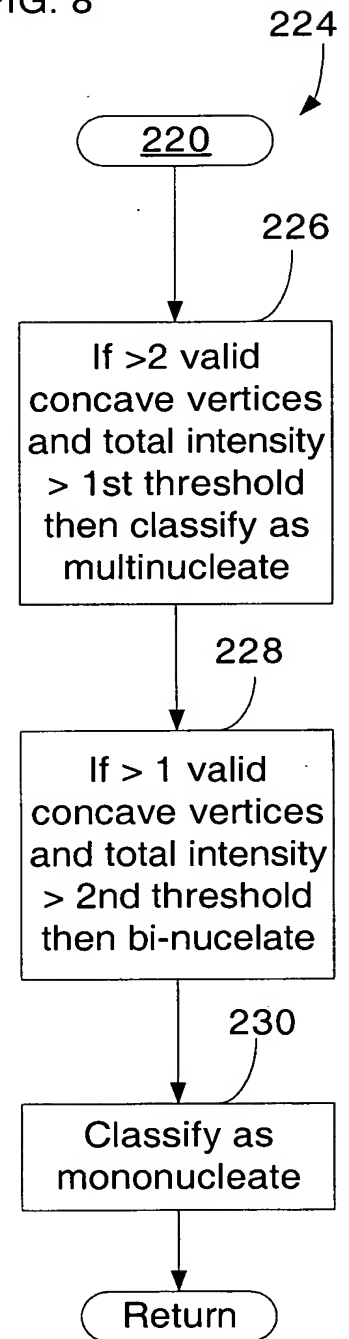 FIG. 8
224
220
226
If >2 valid
concave vertices
and total intensity
> 1st threshold
then classify as
multinucleate
228
If > 1 valid
concave vertices
and total intensity
> 2nd threshold
then bi-nucelate
230
Classify as
mononucleate
Return